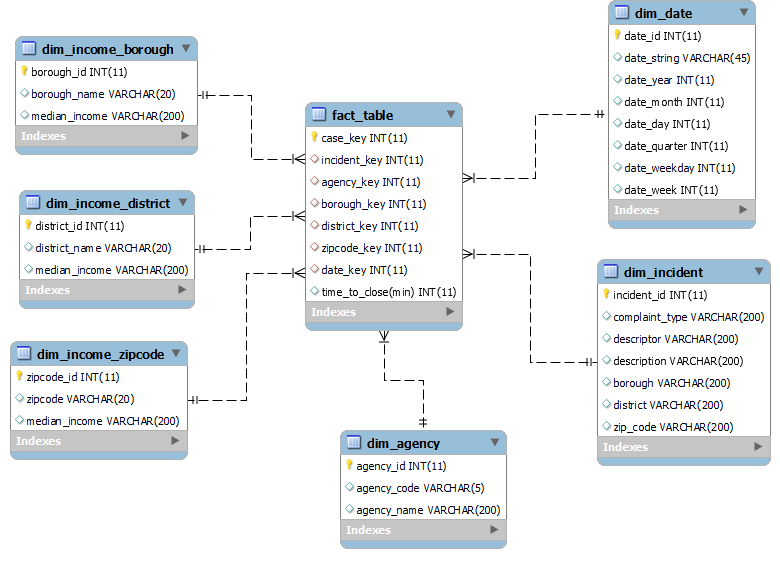 dim_income_borough
borough_id INT(11)
borough_name VARCHAR(20)
median_income VARCHAR(200)
Indexes
dim_income_district
district_id INT(11)
district_name VARCHAR(20)
median_income VARCHAR(200)
Indexes
dim_income_zipcode
zipcode_id INT(11)
zipcode VARCHAR(20)
median_income VARCHAR(200)
Indexes
fact_table
case_key INT(11)
incident_key INT(11)
agency_key INT(11)
borough_key INT(11)
district_key INT(11)
zipcode_key INT(11)
date_key INT(11)
time_to_close(min) INT(11)
Indexes
dim_agency
agency_id INT(11)
agency_code VARCHAR(5)
agency_name VARCHAR(200)
Indexes
dim_date
date_id INT(11)
date_string VARCHAR(45)
date_year INT(11)
date_month INT(11)
date_day INT(11)
date_quarter INT(11)
date_weekday INT(11)
date_week INT(11)
Indexes
dim_incident
incident_id INT(11)
complaint_type VARCHAR(200)
descriptor VARCHAR(200)
description VARCHAR(200)
borough VARCHAR(200)
district VARCHAR(200)
zip_code VARCHAR(200)
Indexes